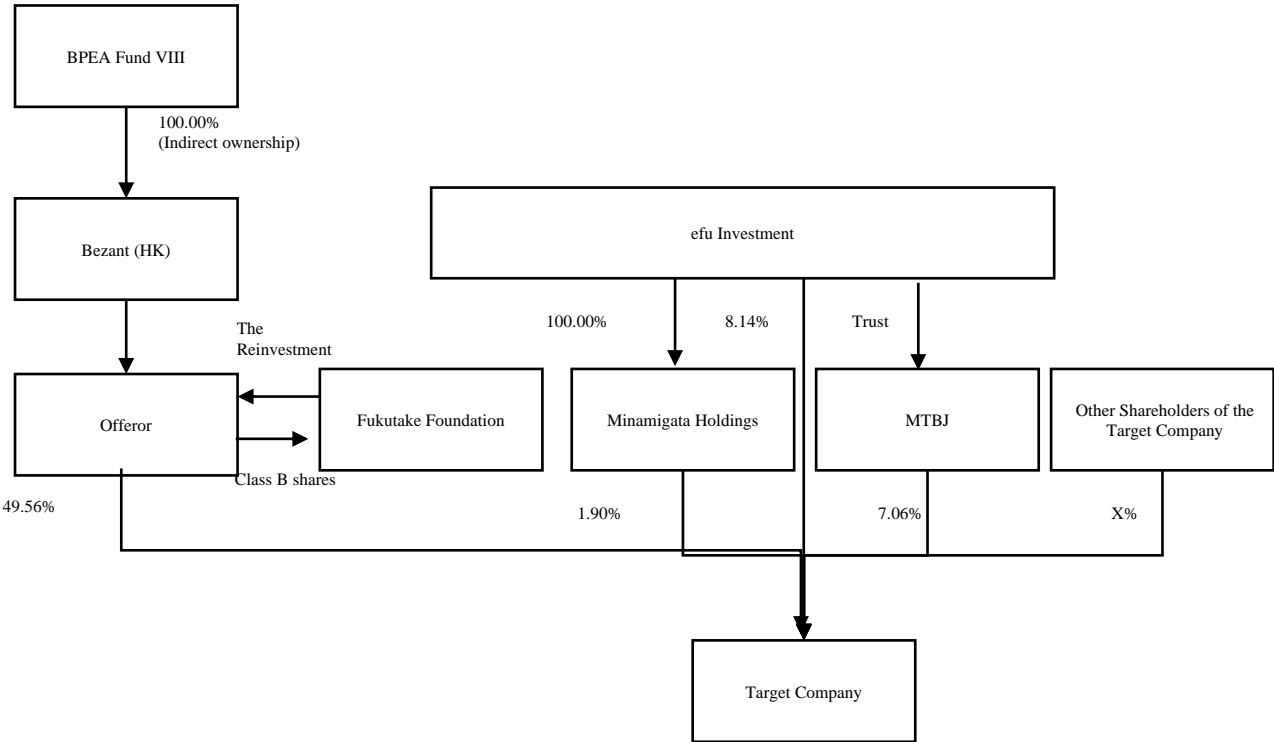 BPEA Fund VIII
100.00%
(Indirect ownership)
Bezant (HK)
efu Investment
The
Reinvestment
100.00%
8.14%
Trust
Offeror
Fukutake Foundation
Minamigata Holdings
MTBJ
Other Shareholders of the
Target Company
Class B shares
49.56%
1.90%
7.06%
X%
Target Company